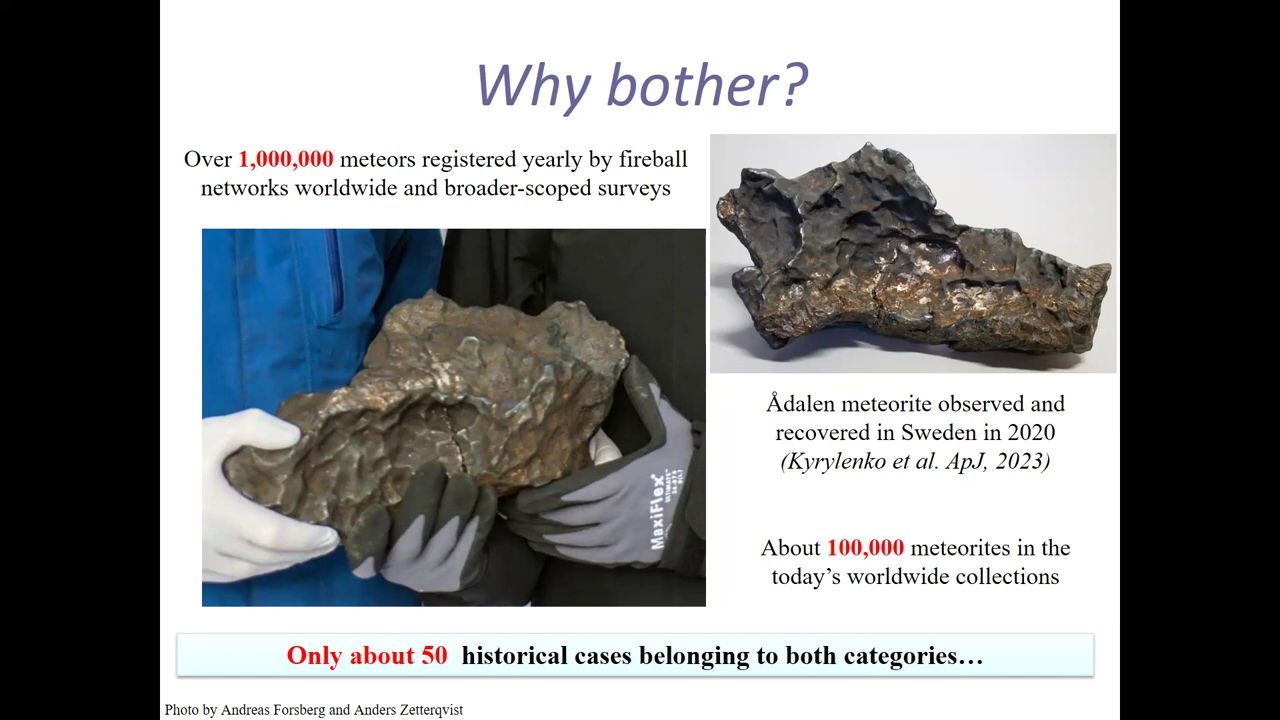 Why bother?
Over 1,000,000 meteors registered yearly by fireball
networks worldwide and broader-scoped surveys
MaxiFlex
ULTIMATE™
Ådalen meteorite observed and
recovered in Sweden in 2020
(Kyrylenko et al. ApJ, 2023)
About 100,000 meteorites in the
today’s worldwide collections
Only about 50 historical cases belonging to both categories…
Photo by Andreas Forsberg and Anders Zetterqvist